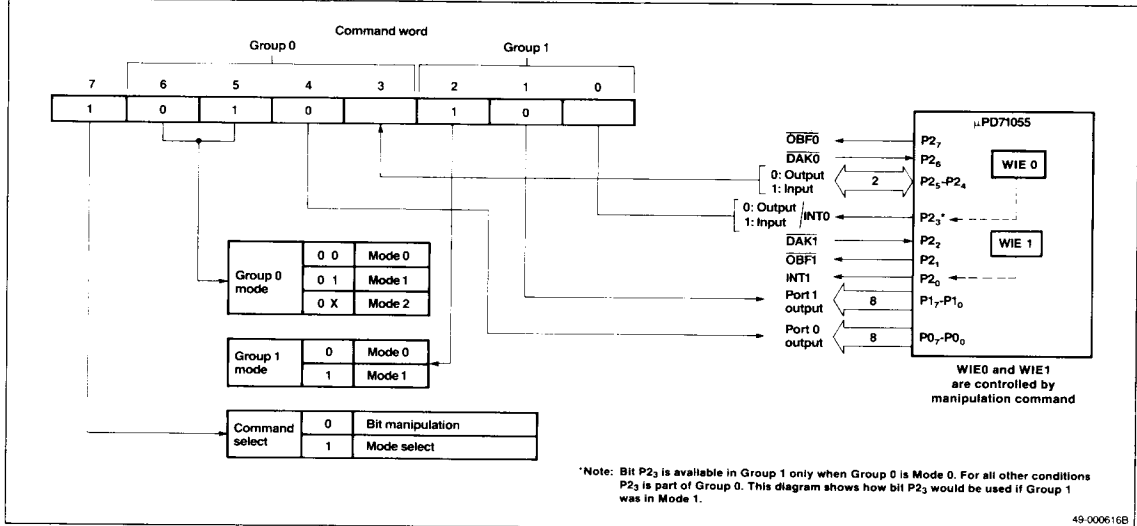 Command word
Group 0
Group 1
7 6 5 4 3 2 1 0
1 0 1 0 1 0
μPD71055
OBF0
P2₇
DAK0
P2₆
WIE 0
0: Output
1: Input
2
P2₅-P2₄
0: Output
1: Input
/INT0
P2₃*
DAK1
P2₂
WIE 1
OBF1
P2₁
INT1
P2₀
Port 1
output
8
P1₇-P1₀
Port 0
output
8
P0₇-P0₀
WIE0 and WIE1
are controlled by
manipulation command
Group 0
mode
0 0 Mode 0
0 1 Mode 1
0 X Mode 2
Group 1
mode
0 Mode 0
1 Mode 1
Command
select
0 Bit manipulation
1 Mode select
*Note: Bit P2₃ is available in Group 1 only when Group 0 is Mode 0. For all other conditions
P2₃ is part of Group 0. This diagram shows how bit P2₃ would be used if Group 1
was in Mode 1.
49-000616B